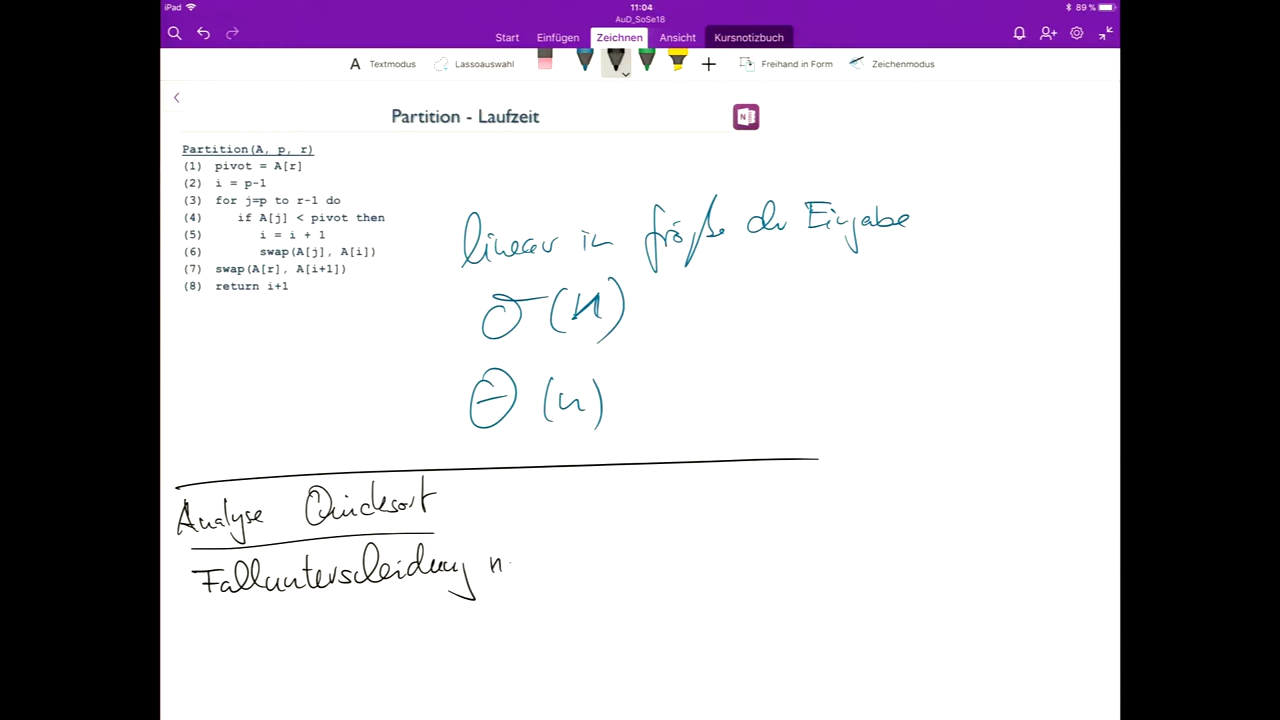 iPad 11:04 89 %
AuD_SoSe18
Start Einfügen Zeichnen Ansicht Kursnotizbuch
A Textmodus Lassoauswahl Freihand in Form Zeichenmodus
Partition - Laufzeit
N
Partition(A, p, r)
(1) pivot = A[r]
(2) i = p-1
(3) for j=p to r-1 do
(4) if A[j] < pivot then
(5) i = i + 1
(6) swap(A[j], A[i])
(7) swap(A[r], A[i+1])
(8) return i+1
linear in Größe der Eingabe
O(n)
Θ(n)
Analyse Quicksort
Fallunterscheidung n